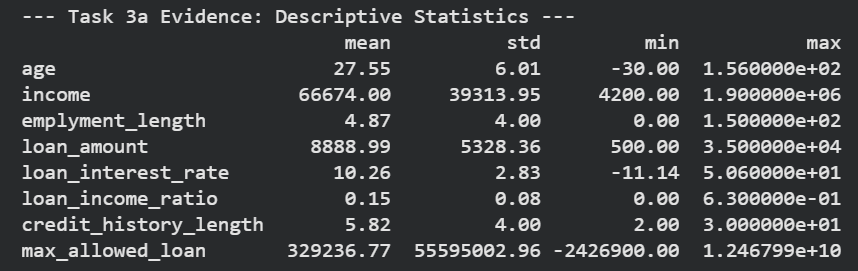 --- Task 3a Evidence: Descriptive Statistics ---
mean std min max
age 27.55 6.01 -30.00 1.560000e+02
income 66674.00 39313.95 4200.00 1.900000e+06
emplyment_length 4.87 4.00 0.00 1.500000e+02
loan_amount 8888.99 5328.36 500.00 3.500000e+04
loan_interest_rate 10.26 2.83 -11.14 5.060000e+01
loan_income_ratio 0.15 0.08 0.00 6.300000e-01
credit_history_length 5.82 4.00 2.00 3.000000e+01
max_allowed_loan 329236.77 55595002.96 -2426900.00 1.246799e+10